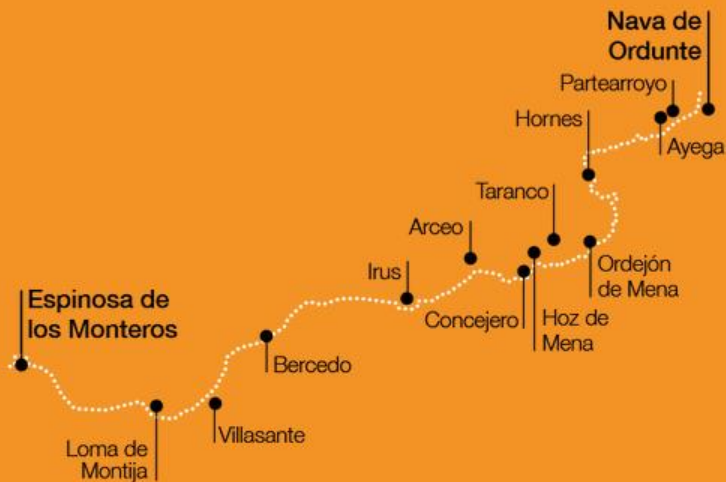 Nava de
Ordunte
Partearroyo
Hornes
Ayega
Taranco
Arceo
Irus
Ordejón
de Mena
Espinosa de
los Monteros
Concejero
Hoz de
Mena
Bercedo
Villasante
Loma de
Montija